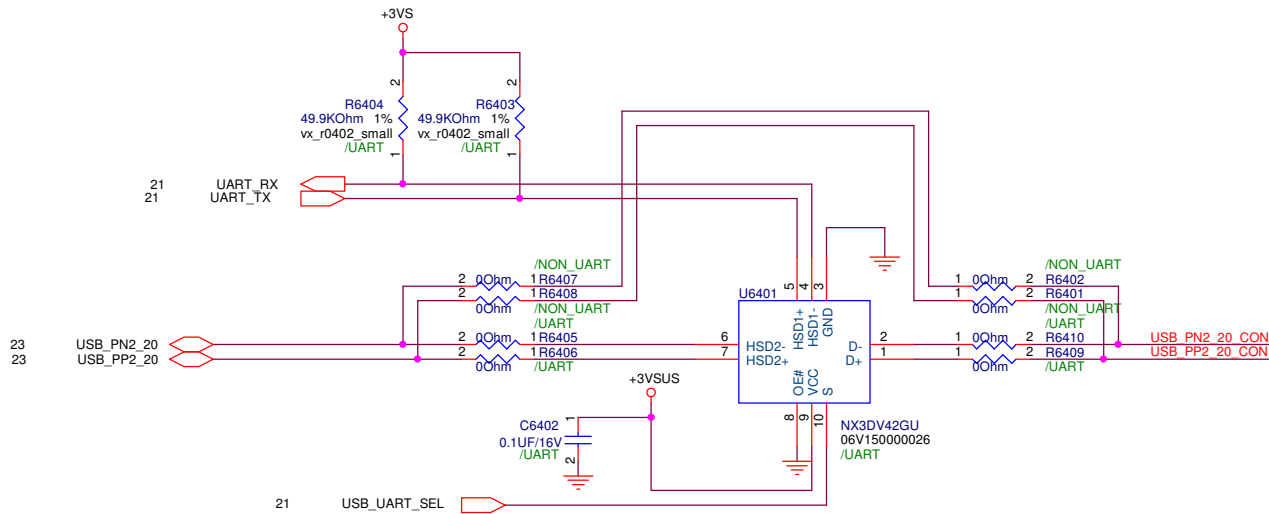 +3VS
2
2
R6404
R6403
49.9KOhm 1%
49.9KOhm 1%
vx_r0402_small
vx_r0402_small
/UART
/UART
1
1
21 UART_RX
21 UART_TX
/NON_UART
/NON_UART
2 0Ohm 1 R6407
1 0Ohm 2 R6402
2 1 R6408
1 2 R6401
0Ohm
0Ohm
/NON_UART
/NON_UART
/UART
/UART
U6401
5 4 3
HSD1+ HSD1- GND
23 USB_PN2_20
2 0Ohm 1 R6405
6 HSD2-
D- 2
1 0Ohm 2 R6410
USB_PN2_20_CON
23 USB_PP2_20
2 1 R6406
7 HSD2+
D+ 1
1 2 R6409
USB_PP2_20_CON
0Ohm
/UART
0Ohm
/UART
OE# VCC S
8 9 10
+3VSUS
C6402
1
0.1UF/16V
/UART
2
NX3DV42GU
06V150000026
/UART
21 USB_UART_SEL